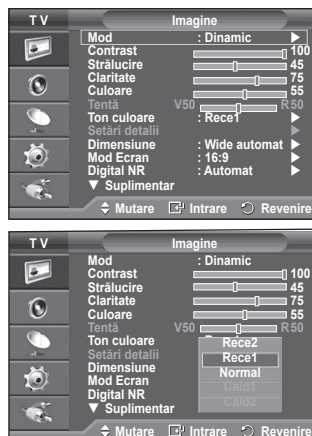 T V
Imagine
Mod : Dinamic
Contrast 100
Strălucire 45
Claritate 75
Culoare 55
Tentă V50 R50
Ton culoare : Rece1
Setări detalii
Dimensiune : Wide automat
Mod Ecran : 16:9
Digital NR : Automat
▼ Suplimentar
Mutare Intrare Revenire
T V
Imagine
Mod : Dinamic
Contrast 100
Strălucire 45
Claritate 75
Culoare 55
Tentă V50 R50
Ton culoare
Rece2
Setări detalii
Rece1
Dimensiune
Normal
Mod Ecran
Cald1
Digital NR
Cald2
▼ Suplimentar
Mutare Intrare Revenire